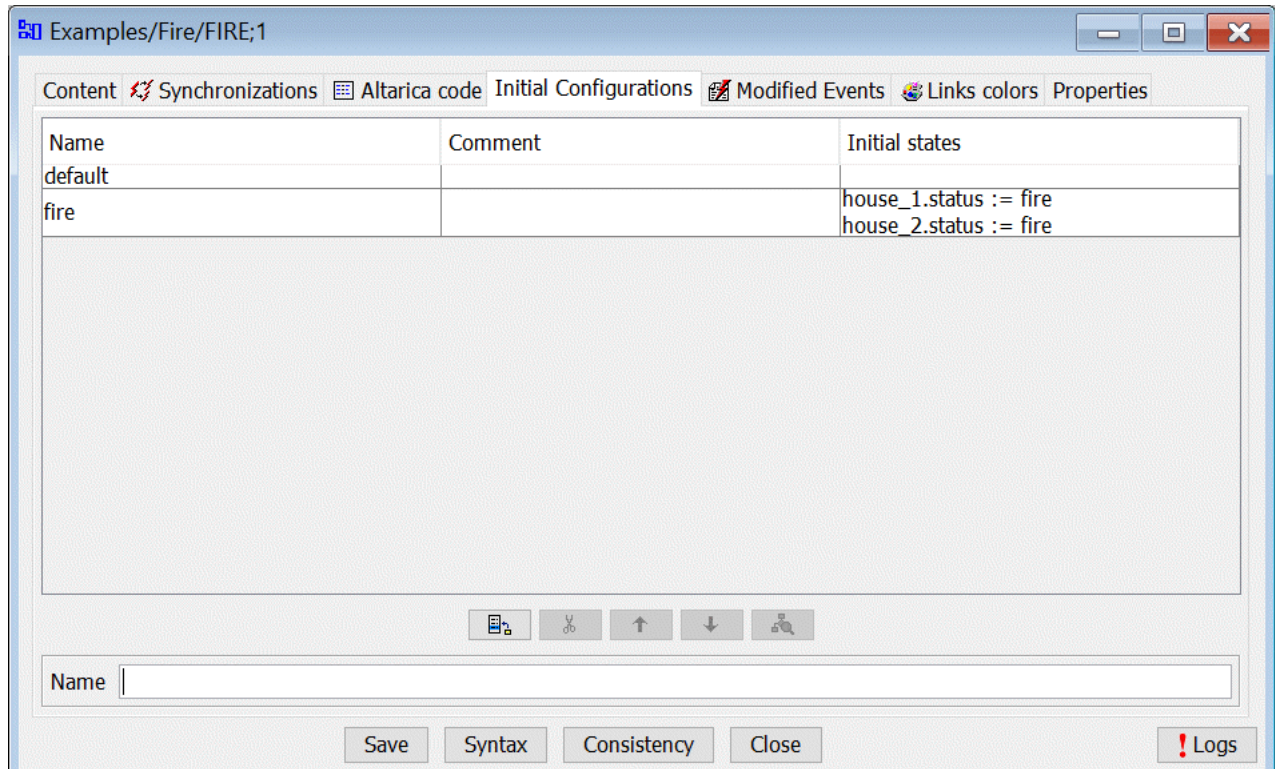 Examples/Fire/FIRE;1
Content Synchronizations Altarica code Initial Configurations Modified Events Links colors Properties
Name Comment Initial states
default
fire
house_1.status := fire
house_2.status := fire
Name
Save Syntax Consistency Close ! Logs